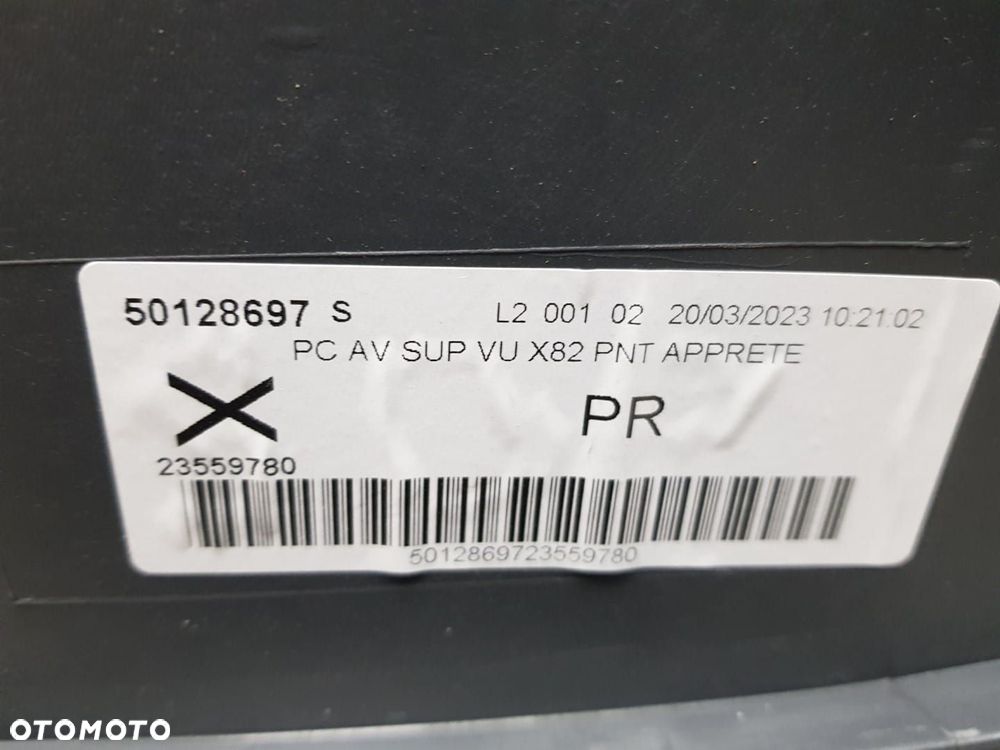 50128697 S L2 001 02 20/03/2023 10:21:02
PC AV SUP VU X82 PNT APPRETE
X PR
23559780
5012869723559780
OTOMOTO